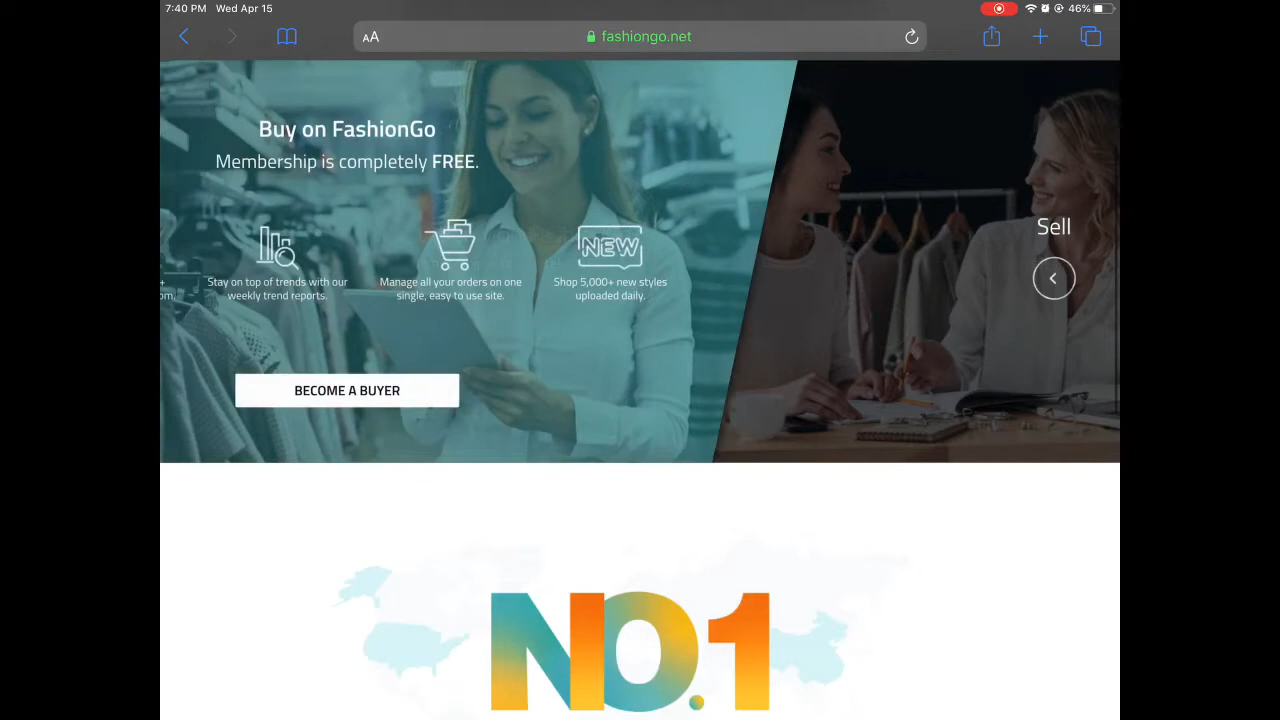 7:40 PM Wed Apr 15
46%
AA
fashiongo.net
Buy on FashionGo
Membership is completely FREE.
NEW
+
om.
Stay on top of trends with our
weekly trend reports.
Manage all your orders on one
single, easy to use site.
Shop 5,000+ new styles
uploaded daily.
BECOME A BUYER
Sell
NO.1